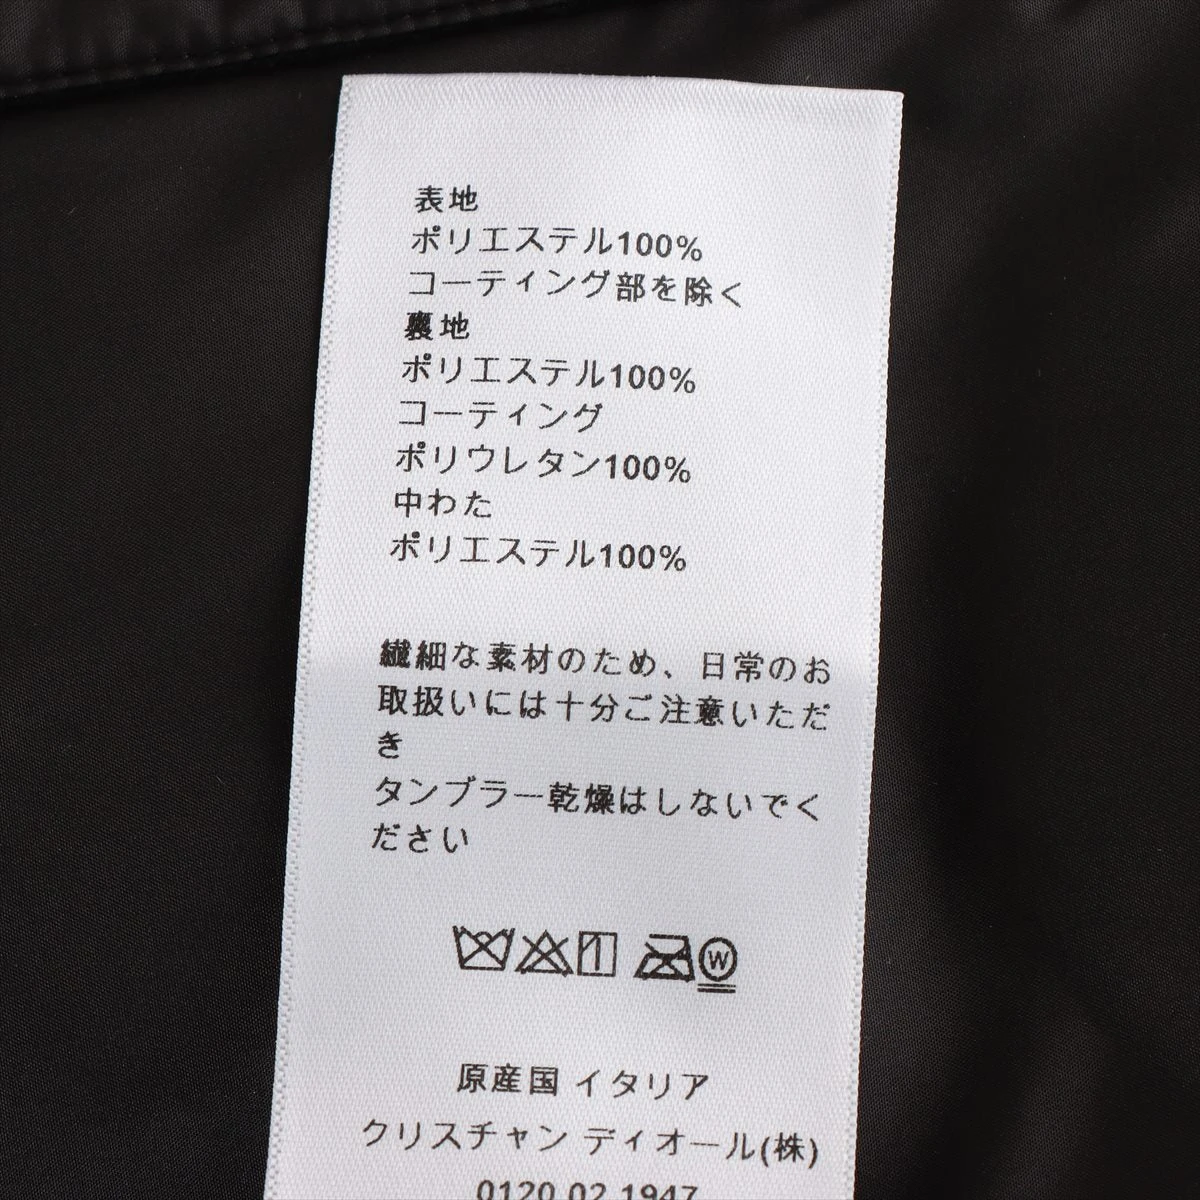 表地
ポリエステル100%
コーティング部を除く
裏地
ポリエステル100%
コーティング
ポリウレタン100%
中わた
ポリエステル100%
繊細な素材のため、日常のお
取扱いには十分ご注意いただ
き
タンブラー乾燥はしないでく
ださい
W
原産国 イタリア
クリスチャン ディオール(株)
0120 02 1947